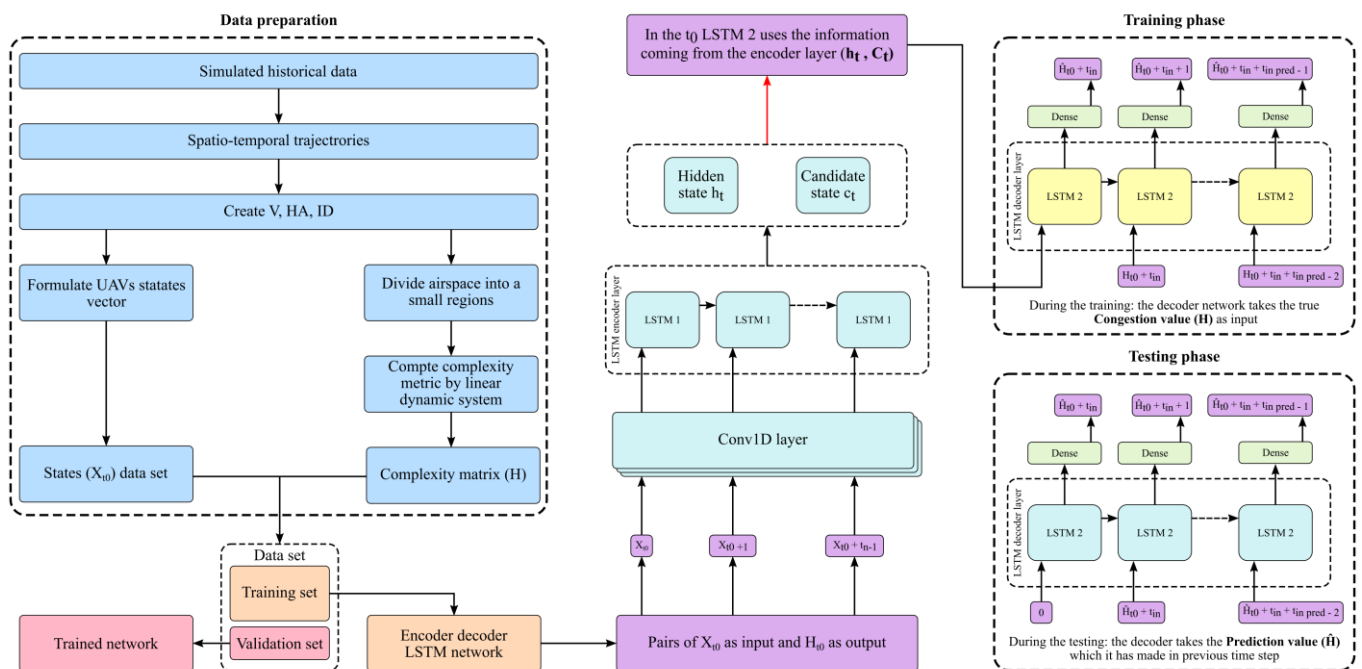 Data preparation
Simulated historical data
Spatio-temporal trajectrories
Create V, HA, ID
Formulate UAVs statates
vector
Divide airspace into a
small regions
Compte complexity
metric by linear
dynamic system
States (Xt0) data set
Complexity matrix (H)
Data set
Training set
Validation set
Trained network
Encoder decoder
LSTM network
In the t0 LSTM 2 uses the information
coming from the encoder layer (ht , Ct)
Hidden
state ht
Candidate
state ct
LSTM encoder layer
LSTM 1
LSTM 1
LSTM 1
Conv1D layer
Xt0
Xt0 +1
Xt0 + tn-1
Pairs of Xt0 as input and Ht0 as output
Training phase
Ĥt0 + tin
Ĥt0 + tin + 1
Ĥt0 + tin + tin pred - 1
Dense
Dense
Dense
LSTM decoder layer
LSTM 2
LSTM 2
LSTM 2
Ht0 + tin
Ht0 + tin + tin pred - 2
During the training: the decoder network takes the true
Congestion value (H) as input
Testing phase
Ĥt0 + tin
Ĥt0 + tin + 1
Ĥt0 + tin + tin pred - 1
Dense
Dense
Dense
LSTM decoder layer
LSTM 2
LSTM 2
LSTM 2
0
Ĥt0 + tin
Ĥt0 + tin + tin pred - 2
During the testing: the decoder takes the Prediction value (Ĥ)
which it has made in previous time step